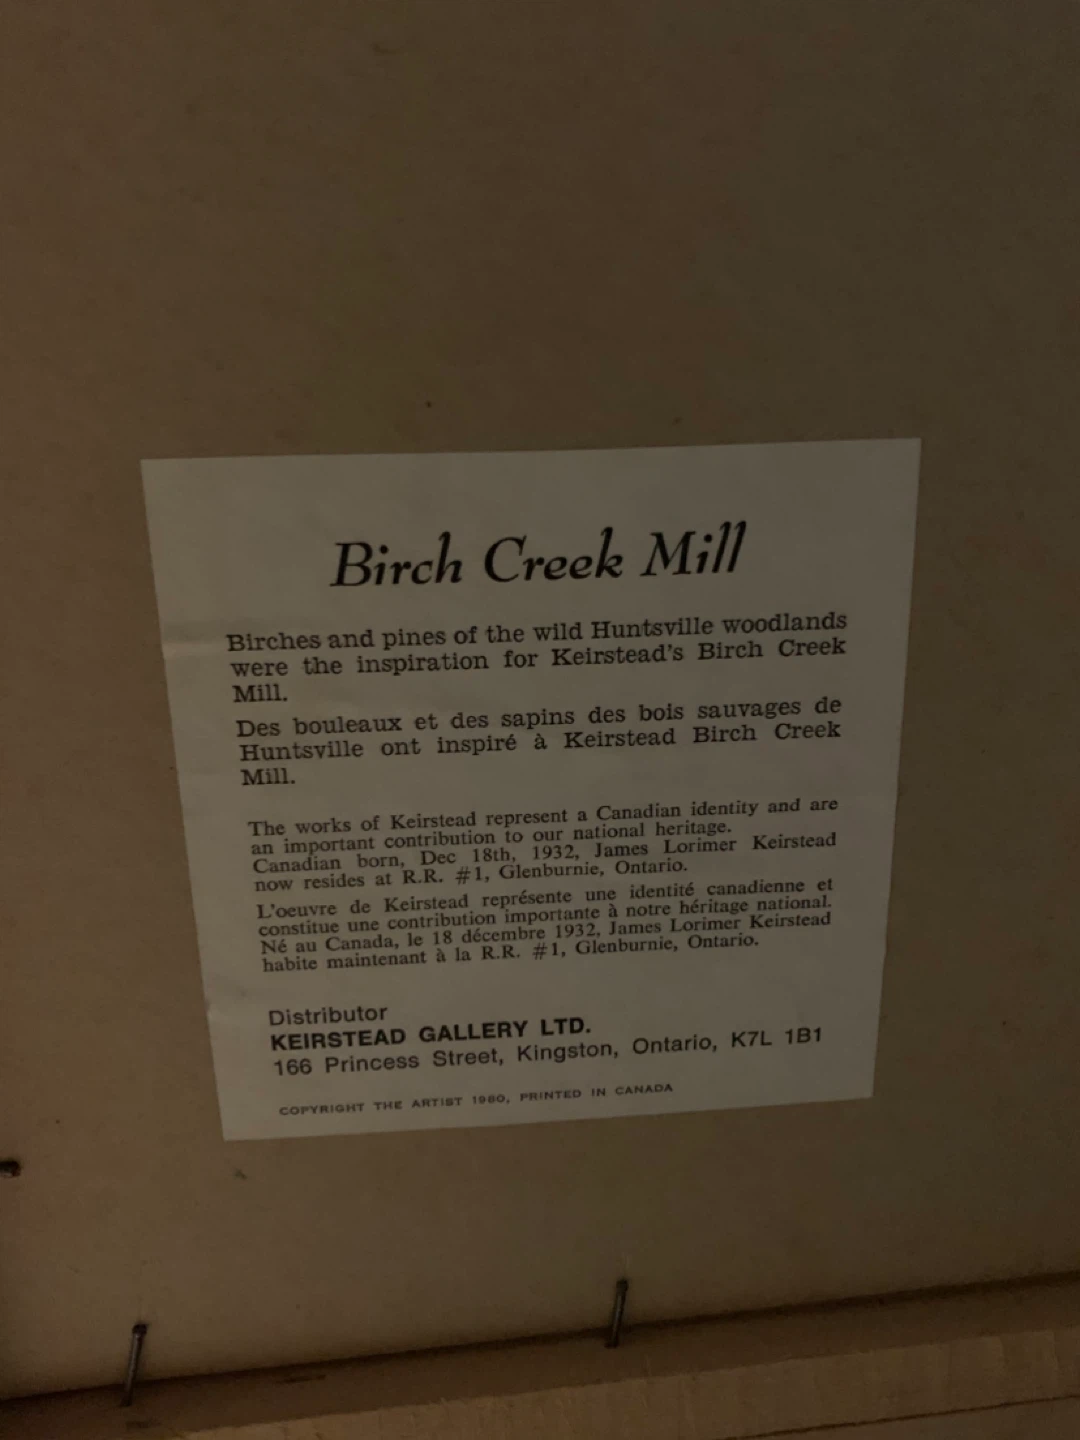 Birch Creek Mill
Birches and pines of the wild Huntsville woodlands
were the inspiration for Keirstead's Birch Creek
Mill.
Des bouleaux et des sapins des bois sauvages de
Huntsville ont inspiré à Keirstead Birch Creek
Mill.
The works of Keirstead represent a Canadian identity and are
an important contribution to our national heritage.
Canadian born, Dec 18th, 1932, James Lorimer Keirstead
now resides at R.R. #1, Glenburnie, Ontario.
L'oeuvre de Keirstead représente une identité canadienne et
constitue une contribution importante à notre héritage national.
Né au Canada, le 18 décembre 1932, James Lorimer Keirstead
habite maintenant à la R.R. #1, Glenburnie, Ontario.
Distributor
KEIRSTEAD GALLERY LTD.
166 Princess Street, Kingston, Ontario, K7L 1B1
COPYRIGHT THE ARTIST 1980, PRINTED IN CANADA